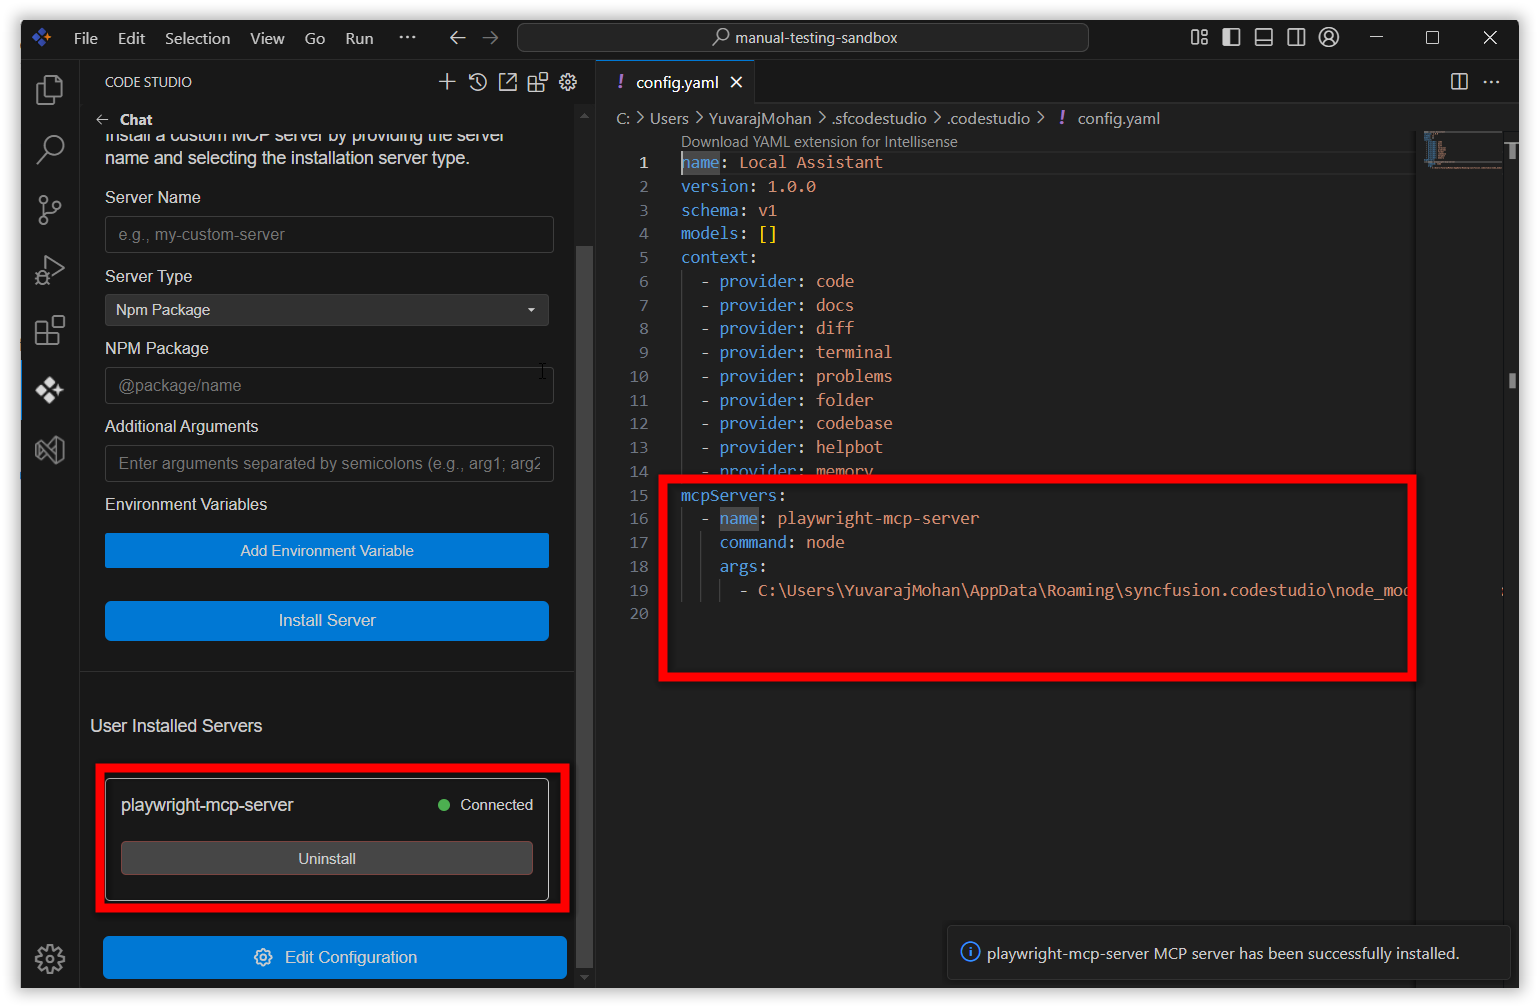 File Edit Selection View Go Run ···
manual-testing-sandbox
CODE STUDIO
Chat
Install a custom MCP server by providing the server
name and selecting the installation server type.
Server Name
e.g., my-custom-server
Server Type
Npm Package
NPM Package
@package/name
Additional Arguments
Enter arguments separated by semicolons (e.g., arg1; arg2
Environment Variables
Add Environment Variable
Install Server
User Installed Servers
playwright-mcp-server Connected
Uninstall
Edit Configuration
! config.yaml
C: > Users > YuvarajMohan > .sfcodestudio > .codestudio > ! config.yaml
Download YAML extension for Intellisense
1 name: Local Assistant
2 version: 1.0.0
3 schema: v1
4 models: []
5 context:
6 - provider: code
7 - provider: docs
8 - provider: diff
9 - provider: terminal
10 - provider: problems
11 - provider: folder
12 - provider: codebase
13 - provider: helpbot
14 - provider: memory
15 mcpServers:
16 - name: playwright-mcp-server
17 command: node
18 args:
19 - C:\Users\YuvarajMohan\AppData\Roaming\syncfusion.codestudio\node_mod
20
playwright-mcp-server MCP server has been successfully installed.